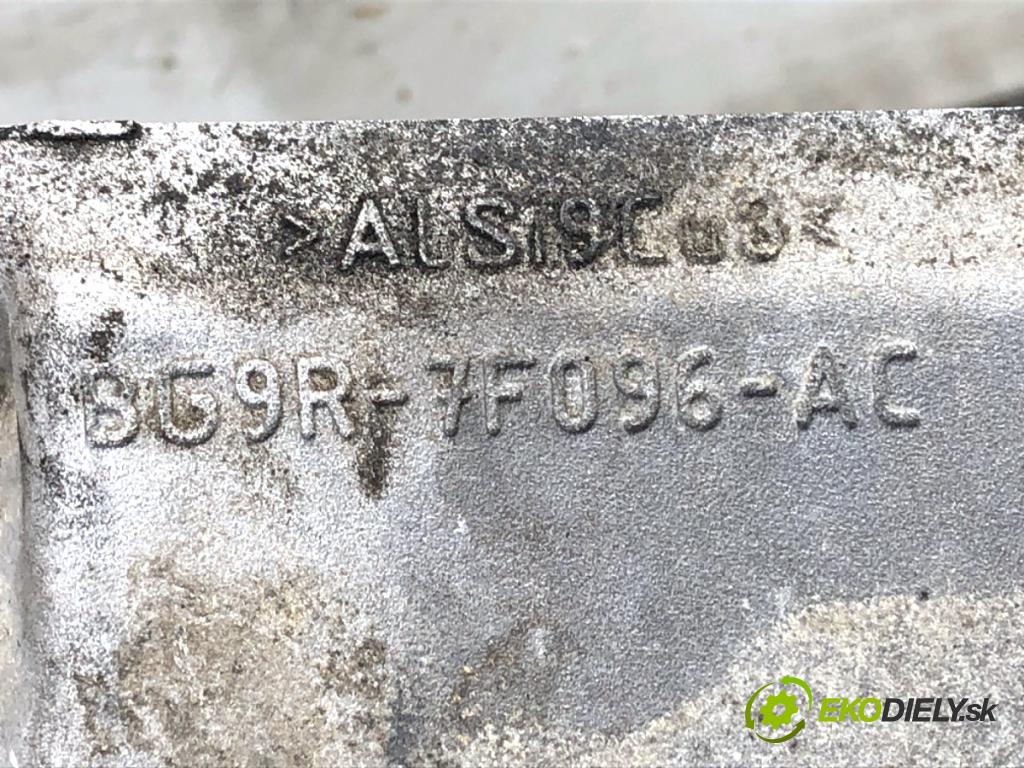 >AlSi9Cu3<
BG9R-7F096-AC
EKODIELY.sk